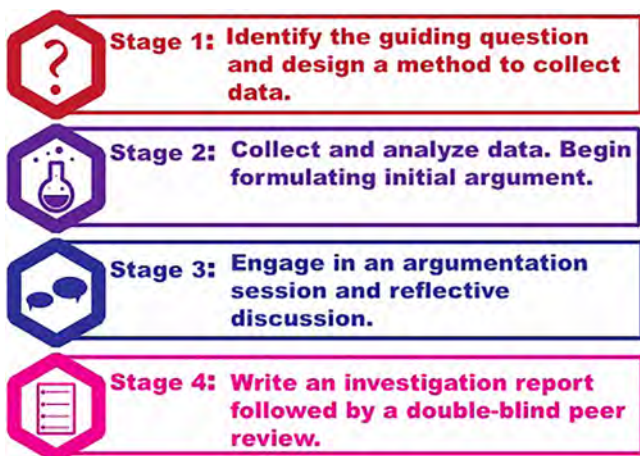 Stage 1: Identify the guiding question
and design a method to collect
data.
Stage 2: Collect and analyze data. Begin
formulating initial argument.
Stage 3: Engage in an argumentation
session and reflective
discussion.
Stage 4: Write an investigation report
followed by a double-blind peer
review.